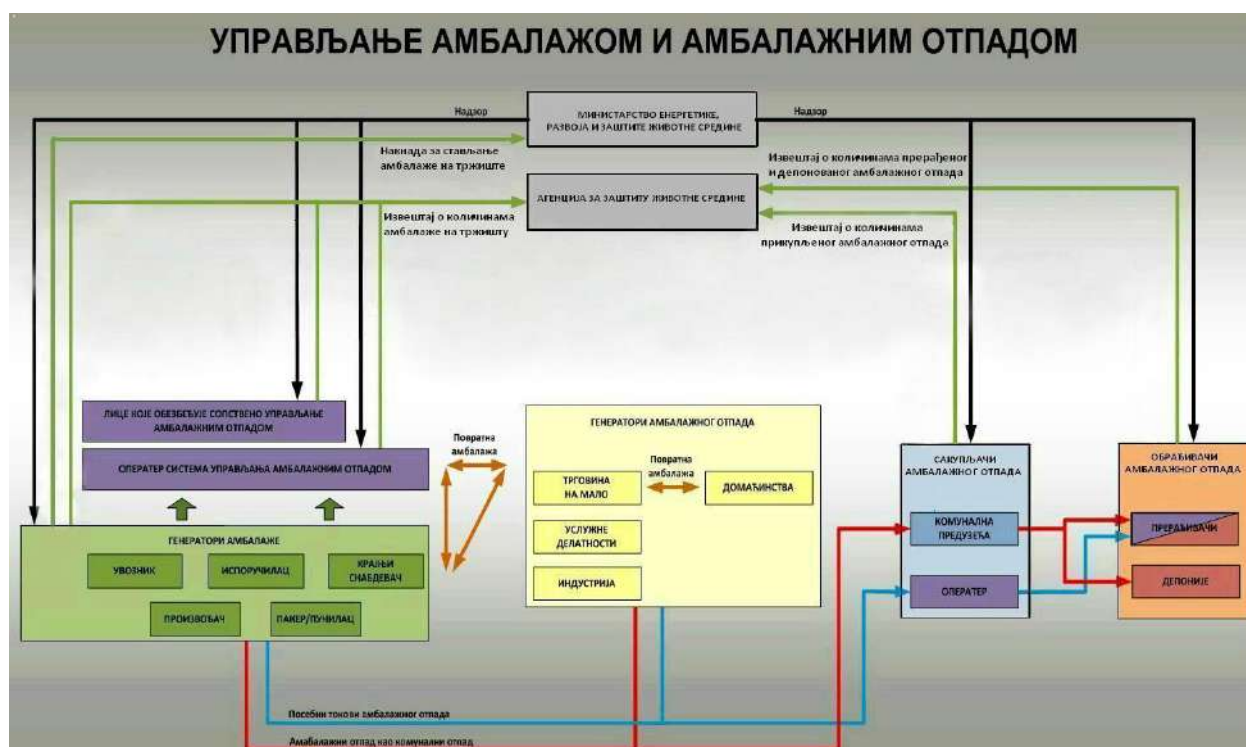 УПРАВЉАЊЕ АМБАЛАЖОМ И АМБАЛАЖНИМ ОТПАДОМ
Надзор
МИНИСТАРСТВО ЕНЕРГЕТИКЕ,
РАЗВОЈА И ЗАШТИТЕ ЖИВОТНЕ СРЕДИНЕ
Надзор
Накнада за стављање
амбалаже на тржиште
Извештај о количинама прерађеног
и депонованог амбалажног отпада
АГЕНЦИЈА ЗА ЗАШТИТУ ЖИВОТНЕ СРЕДИНЕ
Извештај о количинама
амбалаже на тржишту
Извештај о количинама
прикупљеног амбалажног отпада
ЛИЦЕ КОЈЕ ОБЕЗБЕЂУЈЕ СОПСТВЕНО УПРАВЉАЊЕ
АМБАЛАЖНИМ ОТПАДОМ
ОПЕРАТЕР СИСТЕМА УПРАВЉАЊА АМБАЛАЖНИМ ОТПАДОМ
ГЕНЕРАТОРИ АМБАЛАЖЕ
УВОЗНИК
ИСПОРУЧИЛАЦ
КРАЈЊИ
СНАБДЕВАЧ
ПРОИЗВОЂАЧ
ПАКЕР/ПУНИЛАЦ
Повратна
амбалажа
ГЕНЕРАТОРИ АМБАЛАЖНОГ ОТПАДА
ТРГОВИНА
НА МАЛО
Повратна
амбалажа
ДОМАЋИНСТВА
УСЛУЖНЕ
ДЕЛАТНОСТИ
ИНДУСТРИЈА
САКУПЉАЧИ
АМБАЛАЖНОГ ОТПАДА
КОМУНАЛНА
ПРЕДУЗЕЋА
ОПЕРАТЕР
ОБРАЂИВАЧИ
АМБАЛАЖНОГ ОТПАДА
ПРЕРАЂИВАЧИ
ДЕПОНИЈЕ
Посебни токови амбалажног отпада
Амабалажни отпад као комунални отпад